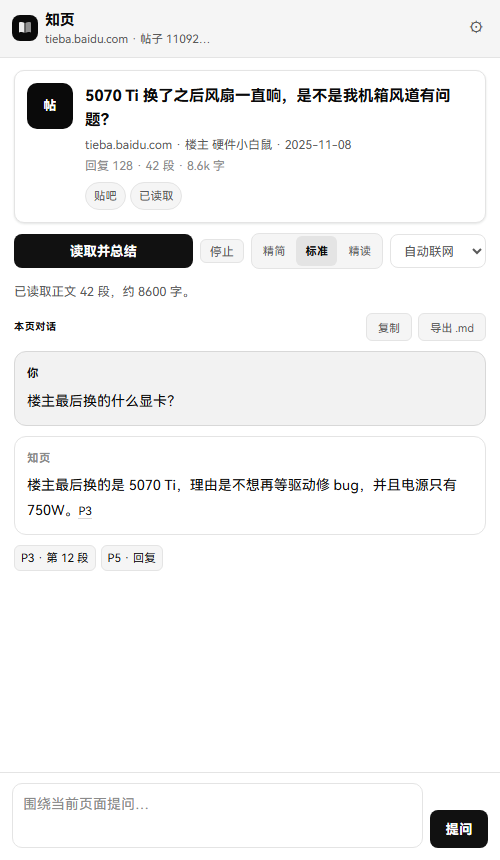 知页
tieba.baidu.com · 帖子 11092…
帖
5070 Ti 换了之后风扇一直响，是不是我机箱风道有问
题？
tieba.baidu.com · 楼主 硬件小白鼠 · 2025-11-08
回复 128 · 42 段 · 8.6k 字
贴吧 已读取
读取并总结 停止 精简 标准 精读 自动联网
已读取正文 42 段，约 8600 字。
本页对话 复制 导出 .md
你
楼主最后换的什么显卡？
知页
楼主最后换的是 5070 Ti，理由是不想再等驱动修 bug，并且电源只有
750W。P3
P3 · 第 12 段 P5 · 回复
围绕当前页面提问…
提问